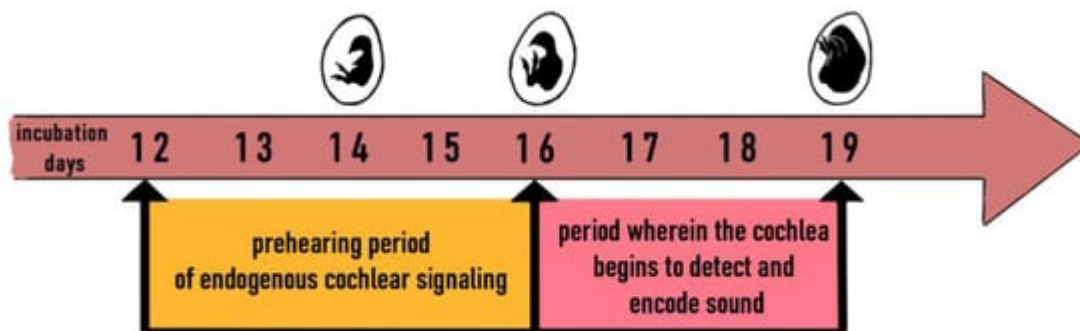 incubation
days
12 13 14 15 16 17 18 19
prehearing period
of endogenous cochlear signaling
period wherein the cochlea
begins to detect and
encode sound